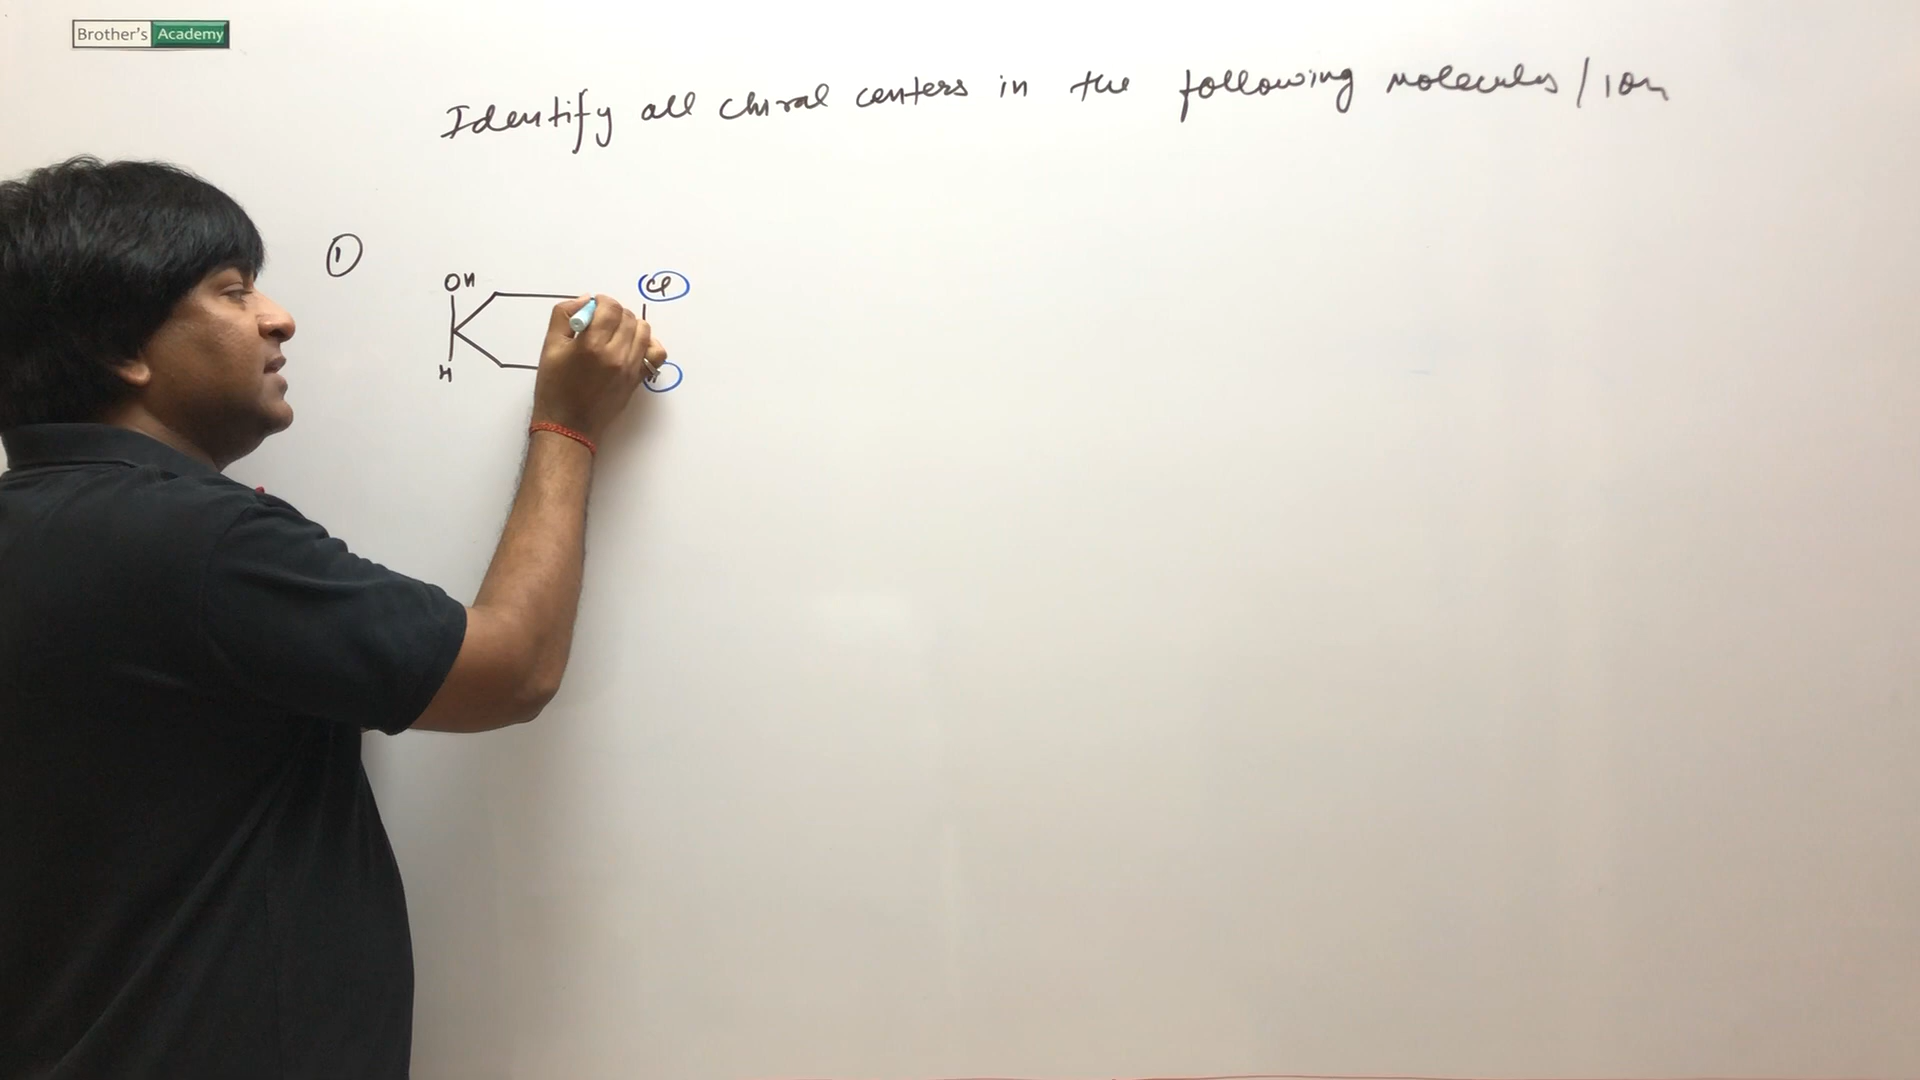 Brother's Academy
Identify all chiral centers in the following molecules / ion
1
OH Cl
H